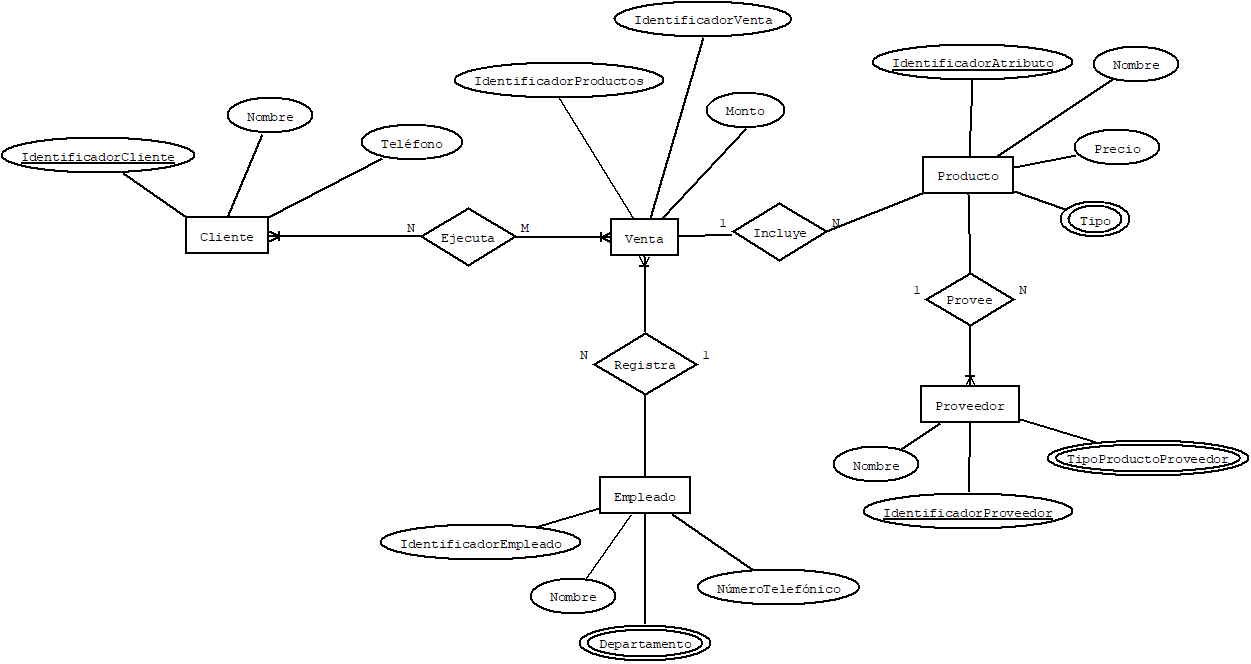 IdentificadorVenta
IdentificadorProductos
IdentificadorAtributo
Nombre
Monto
Nombre
Teléfono
IdentificadorCliente
Precio
Producto
Tipo
Cliente
N
Ejecuta
M
Venta
1
Incluye
N
1
Provee
N
N
Registra
1
Proveedor
Nombre
TipoProductoProveedor
IdentificadorProveedor
Empleado
IdentificadorEmpleado
Nombre
NúmeroTelefónico
Departamento